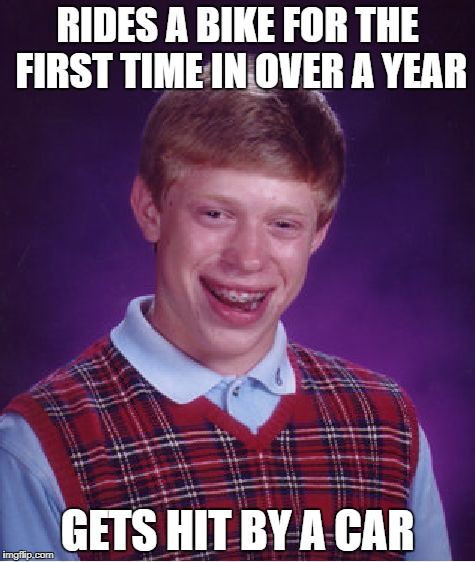 RIDES A BIKE FOR THE
FIRST TIME IN OVER A YEAR
GETS HIT BY A CAR
imgflip.com